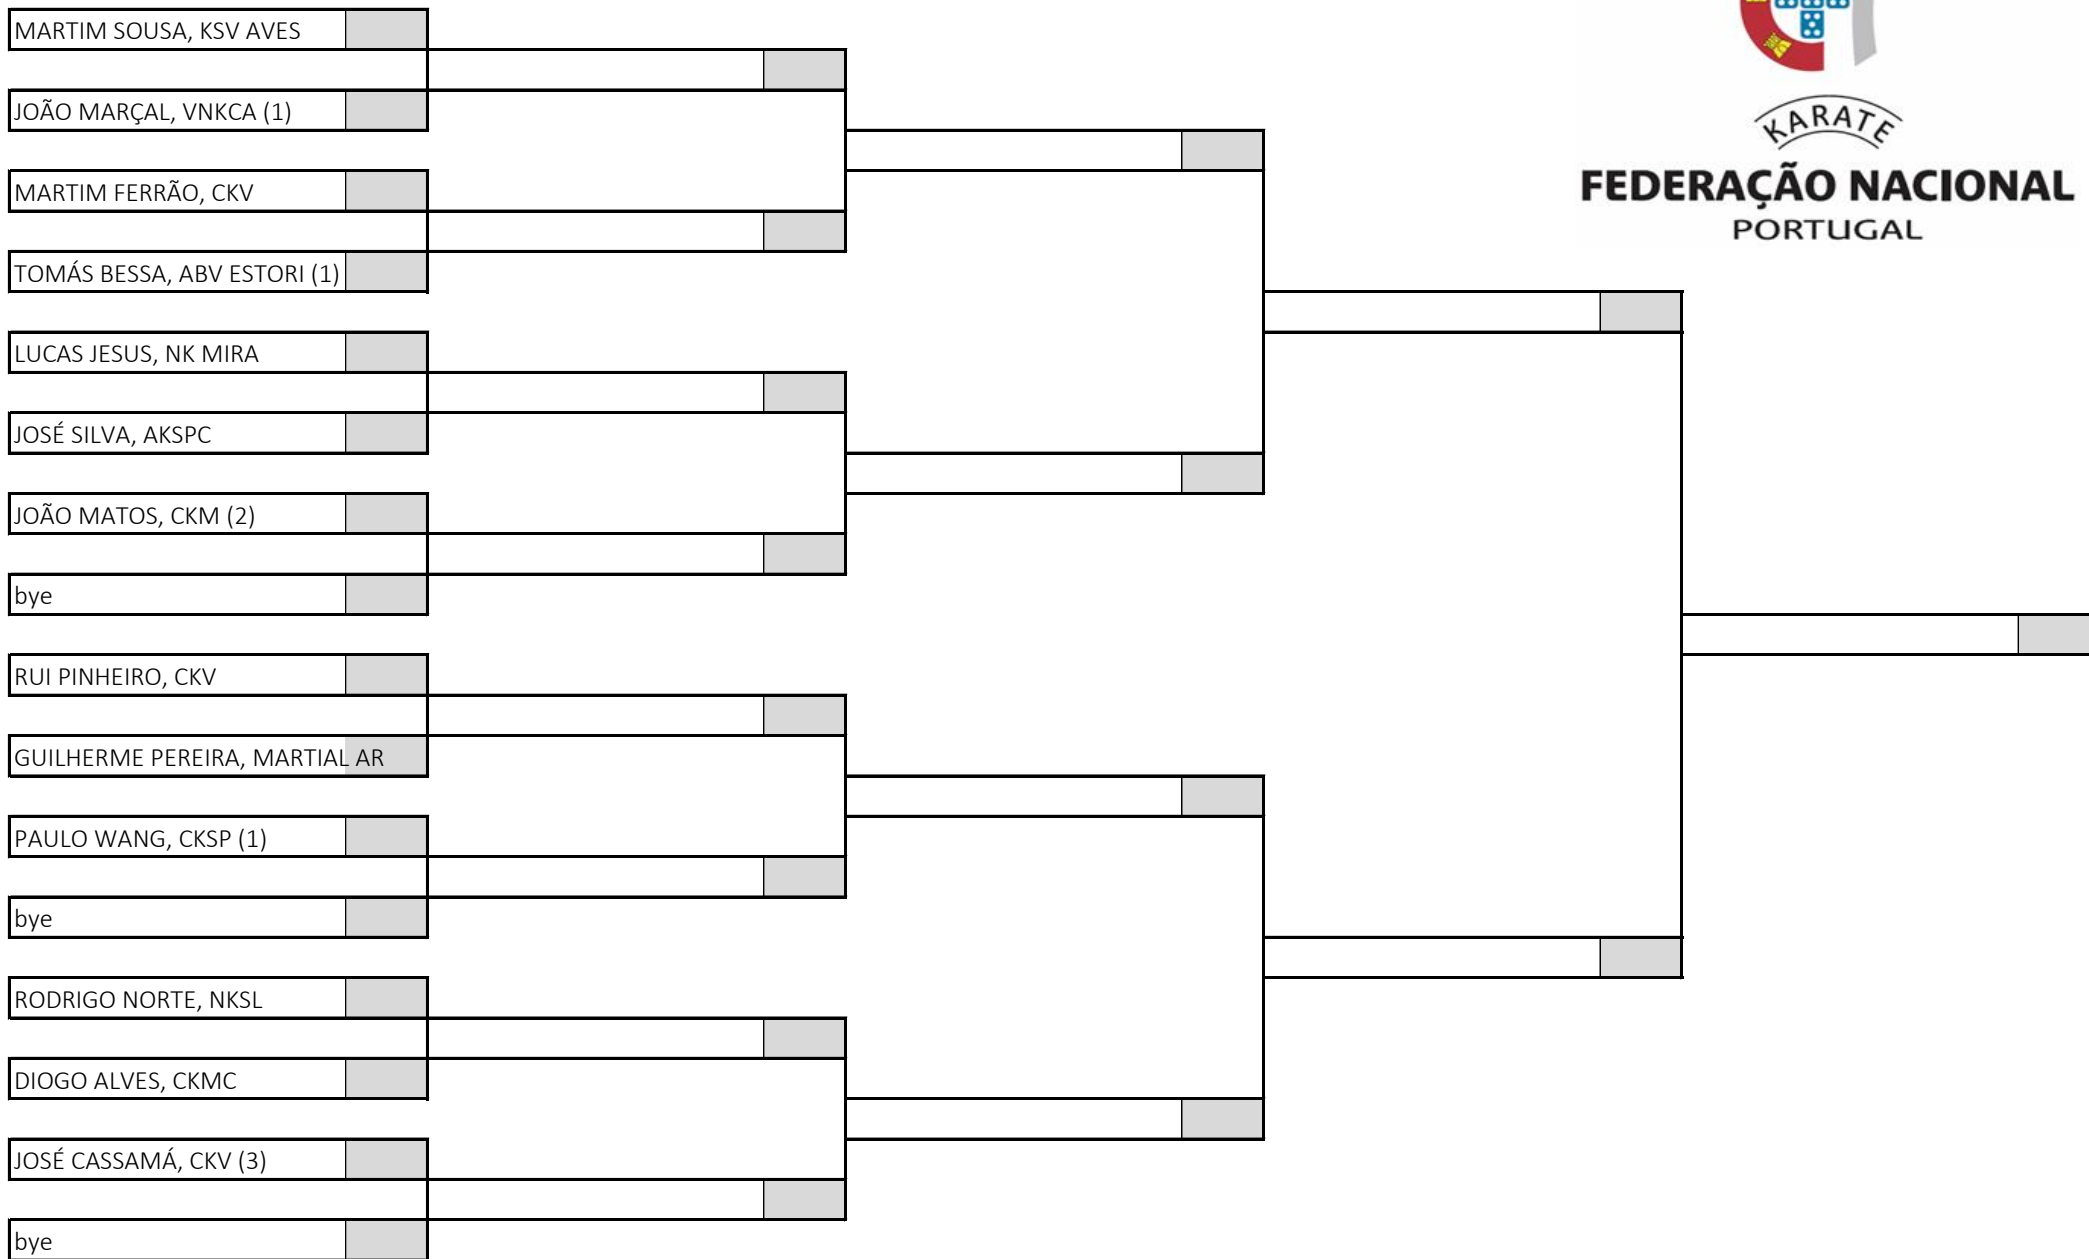 MARTIM SOUSA, KSV AVES
JOÃO MARÇAL, VNKCA (1)
MARTIM FERRÃO, CKV
TOMÁS BESSA, ABV ESTORI (1)
LUCAS JESUS, NK MIRA
JOSÉ SILVA, AKSPC
JOÃO MATOS, CKM (2)
bye
RUI PINHEIRO, CKV
GUILHERME PEREIRA, MARTIAL AR
PAULO WANG, CKSP (1)
bye
RODRIGO NORTE, NKSL
DIOGO ALVES, CKMC
JOSÉ CASSAMÁ, CKV (3)
bye
KARATE
FEDERAÇÃO NACIONAL
PORTUGAL